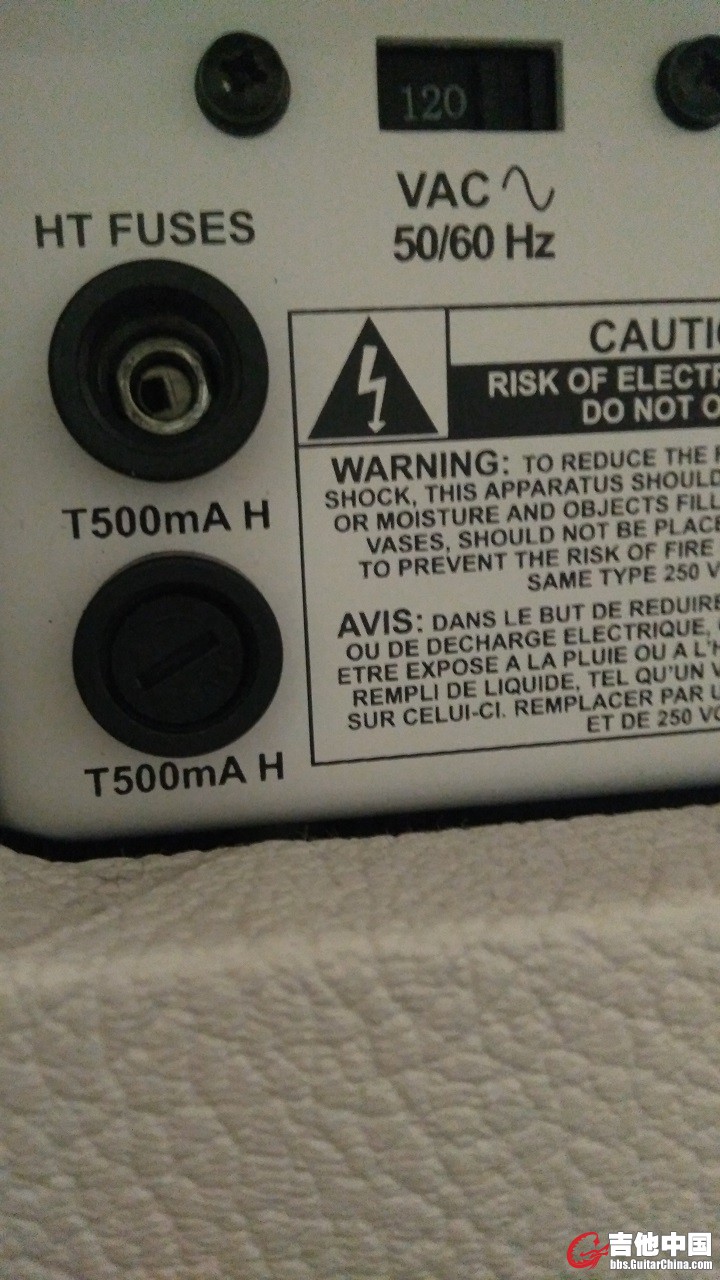 120
VAC
50/60 Hz
HT FUSES
T500mA H
T500mA H
CAUTI
RISK OF ELECTR
DO NOT O
WARNING: TO REDUCE THE
SHOCK, THIS APPARATUS SHOULD
OR MOISTURE AND OBJECTS FILL
VASES, SHOULD NOT BE PLACE
TO PREVENT THE RISK OF FIRE
SAME TYPE 250 V
AVIS: DANS LE BUT DE REDUIRE
OU DE DECHARGE ELECTRIQUE,
ETRE EXPOSE A LA PLUIE OU A L'H
REMPLI DE LIQUIDE, TEL QU'UN V
SUR CELUI-CI. REMPLACER PAR U
ET DE 250 VO
吉他中国
bbs.GuitarChina.com